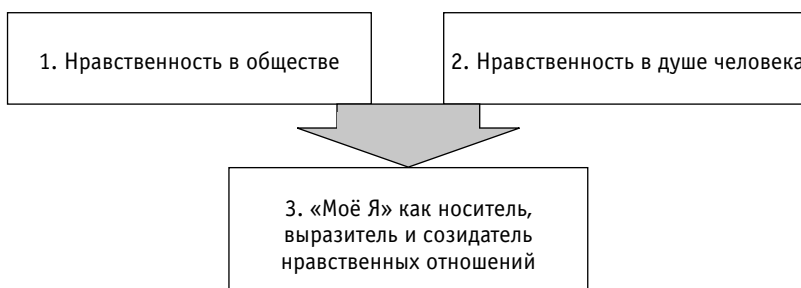 1. Нравственность в обществе
2. Нравственность в душе человека
3. «Моё Я» как носитель,
выразитель и созидатель
нравственных отношений